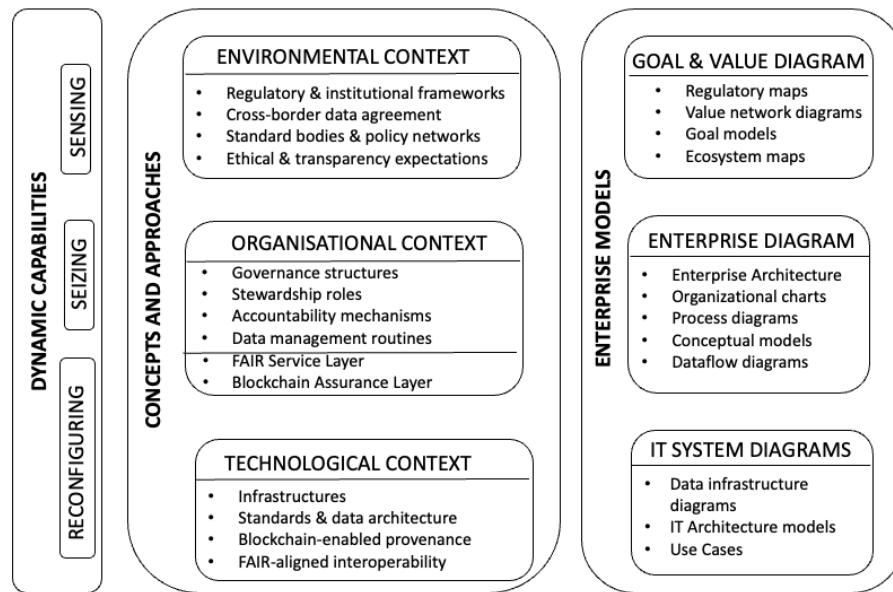 DYNAMIC CAPABILITIES
SENSING
SEIZING
RECONFIGURING
CONCEPTS AND APPROACHES
ENVIRONMENTAL CONTEXT
• Regulatory & institutional frameworks
• Cross-border data agreement
• Standard bodies & policy networks
• Ethical & transparency expectations
ORGANISATIONAL CONTEXT
• Governance structures
• Stewardship roles
• Accountability mechanisms
• Data management routines
• FAIR Service Layer
• Blockchain Assurance Layer
TECHNOLOGICAL CONTEXT
• Infrastructures
• Standards & data architecture
• Blockchain-enabled provenance
• FAIR-aligned interoperability
ENTERPRISE MODELS
GOAL & VALUE DIAGRAM
• Regulatory maps
• Value network diagrams
• Goal models
• Ecosystem maps
ENTERPRISE DIAGRAM
• Enterprise Architecture
• Organizational charts
• Process diagrams
• Conceptual models
• Dataflow diagrams
IT SYSTEM DIAGRAMS
• Data infrastructure
diagrams
• IT Architecture models
• Use Cases